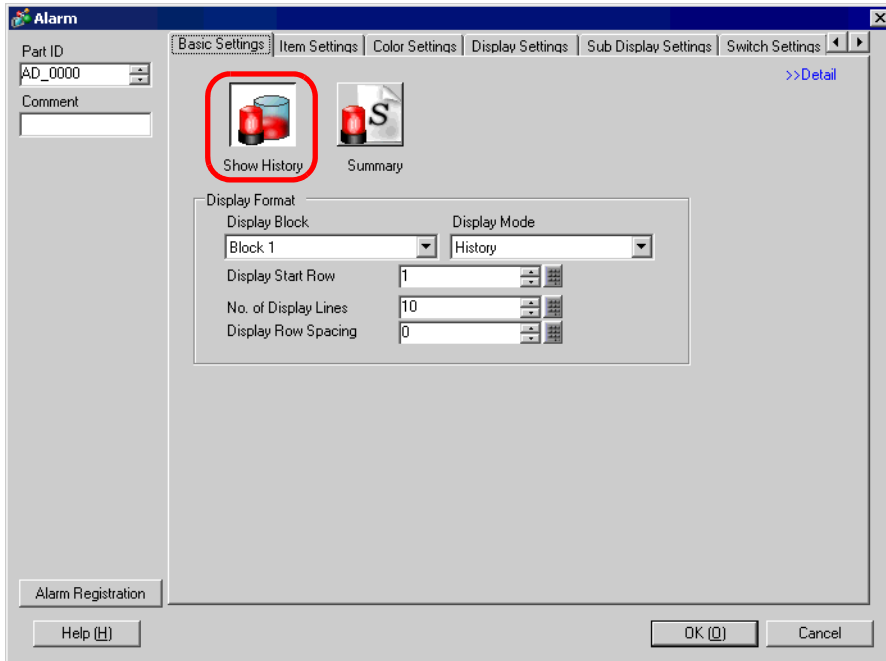 Alarm
Part ID
AD_0000
Comment
Basic Settings
Item Settings
Color Settings
Display Settings
Sub Display Settings
Switch Settings
>>Detail
Show History
S
Summary
Display Format
Display Block
Display Mode
Block 1
History
Display Start Row
1
No. of Display Lines
10
Display Row Spacing
0
Alarm Registration
Help (H)
OK (O)
Cancel